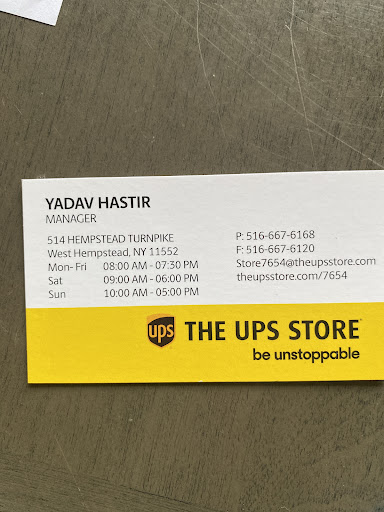 YADAV HASTIR
MANAGER
514 HEMPSTEAD TURNPIKE
West Hempstead, NY 11552
Mon- Fri 08:00 AM - 07:30 PM
Sat 09:00 AM - 06:00 PM
Sun 10:00 AM - 05:00 PM
P: 516-667-6168
F: 516-667-6120
Store7654@theupsstore.com
theupsstore.com/7654
ups THE UPS STORE
be unstoppable